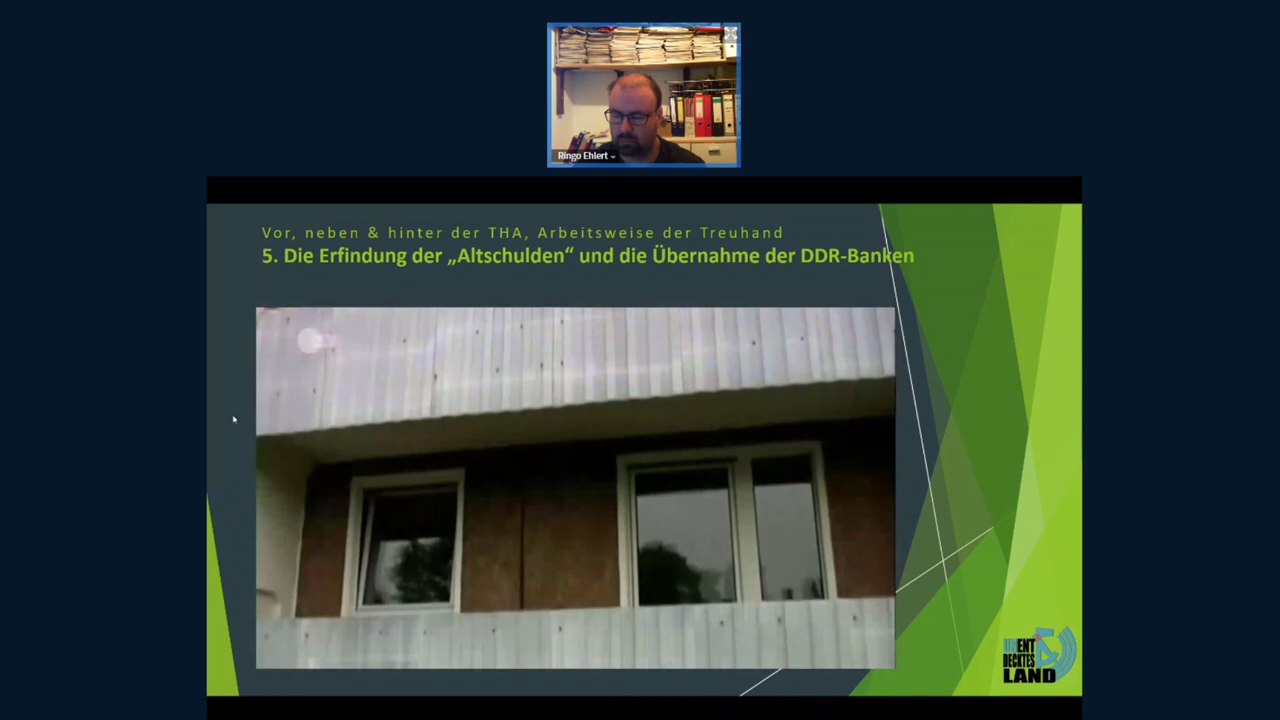 Ringo Ehlert
Vor, neben & hinter der THA, Arbeitsweise der Treuhand
5. Die Erfindung der „Altschulden“ und die Übernahme der DDR-Banken
UNENT
DECKTES
LAND